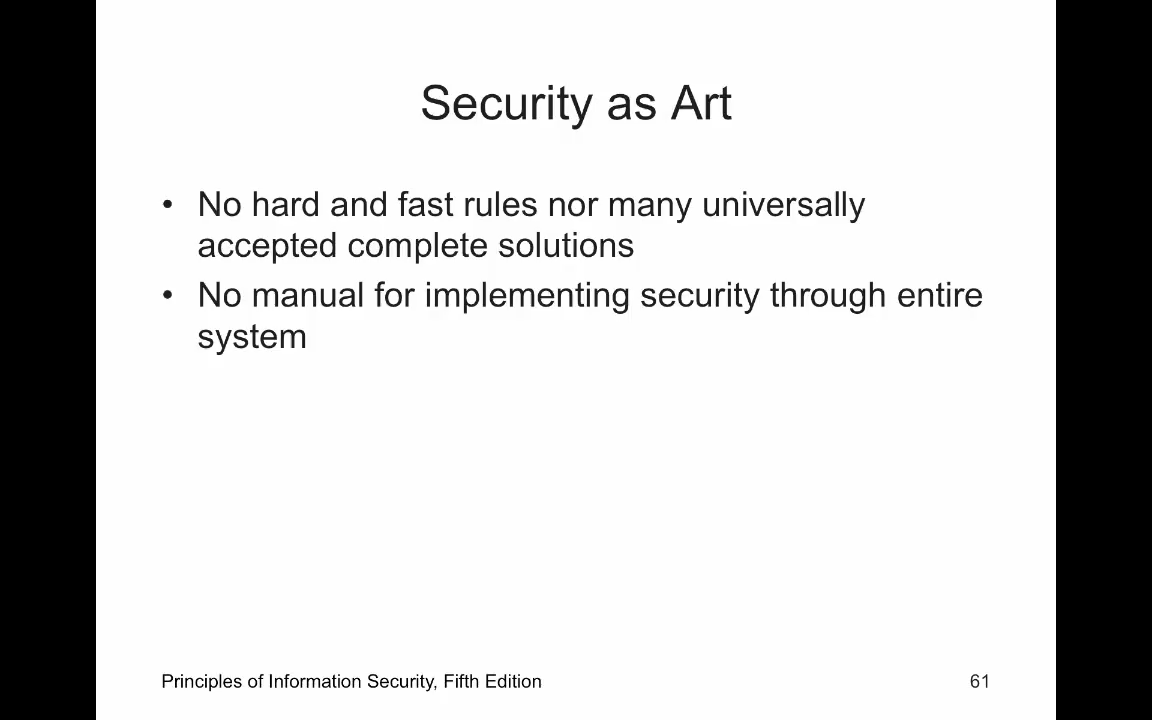 Security as Art
• No hard and fast rules nor many universally
accepted complete solutions
• No manual for implementing security through entire
system
Principles of Information Security, Fifth Edition
61